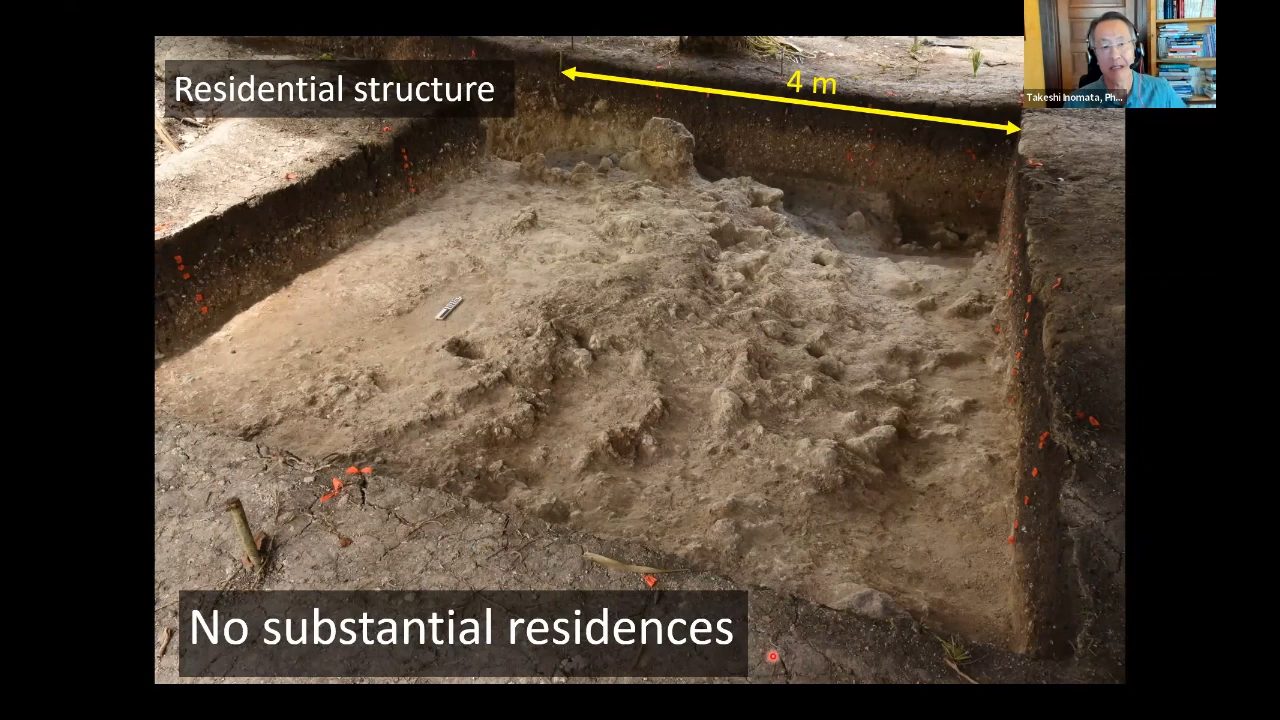 Residential structure
4 m
Takeshi Inomata, Ph...
No substantial residences